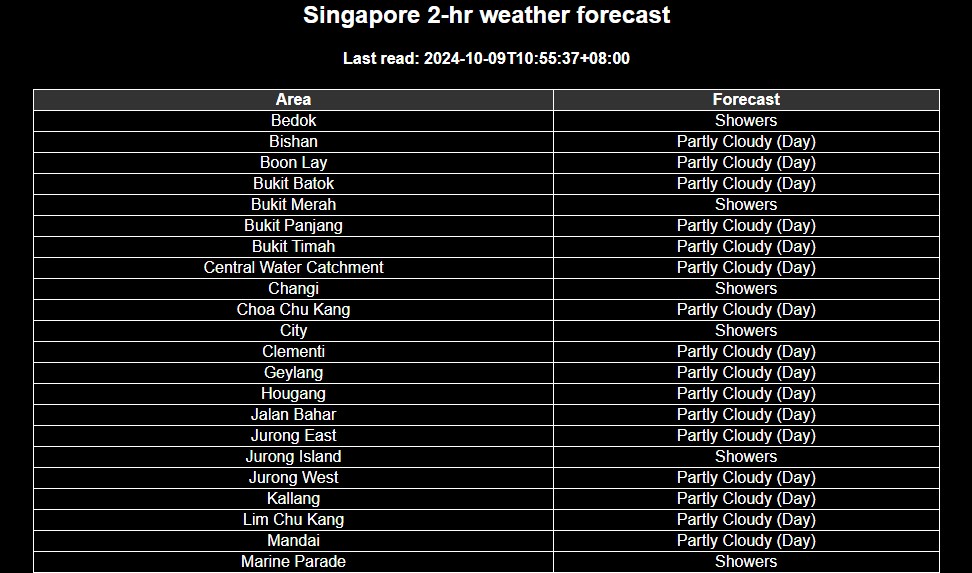 Singapore 2-hr weather forecast
Last read: 2024-10-09T10:55:37+08:00
Area Forecast
Bedok Showers
Bishan Partly Cloudy (Day)
Boon Lay Partly Cloudy (Day)
Bukit Batok Partly Cloudy (Day)
Bukit Merah Showers
Bukit Panjang Partly Cloudy (Day)
Bukit Timah Partly Cloudy (Day)
Central Water Catchment Partly Cloudy (Day)
Changi Showers
Choa Chu Kang Partly Cloudy (Day)
City Showers
Clementi Partly Cloudy (Day)
Geylang Partly Cloudy (Day)
Hougang Partly Cloudy (Day)
Jalan Bahar Partly Cloudy (Day)
Jurong East Partly Cloudy (Day)
Jurong Island Showers
Jurong West Partly Cloudy (Day)
Kallang Partly Cloudy (Day)
Lim Chu Kang Partly Cloudy (Day)
Mandai Partly Cloudy (Day)
Marine Parade Showers